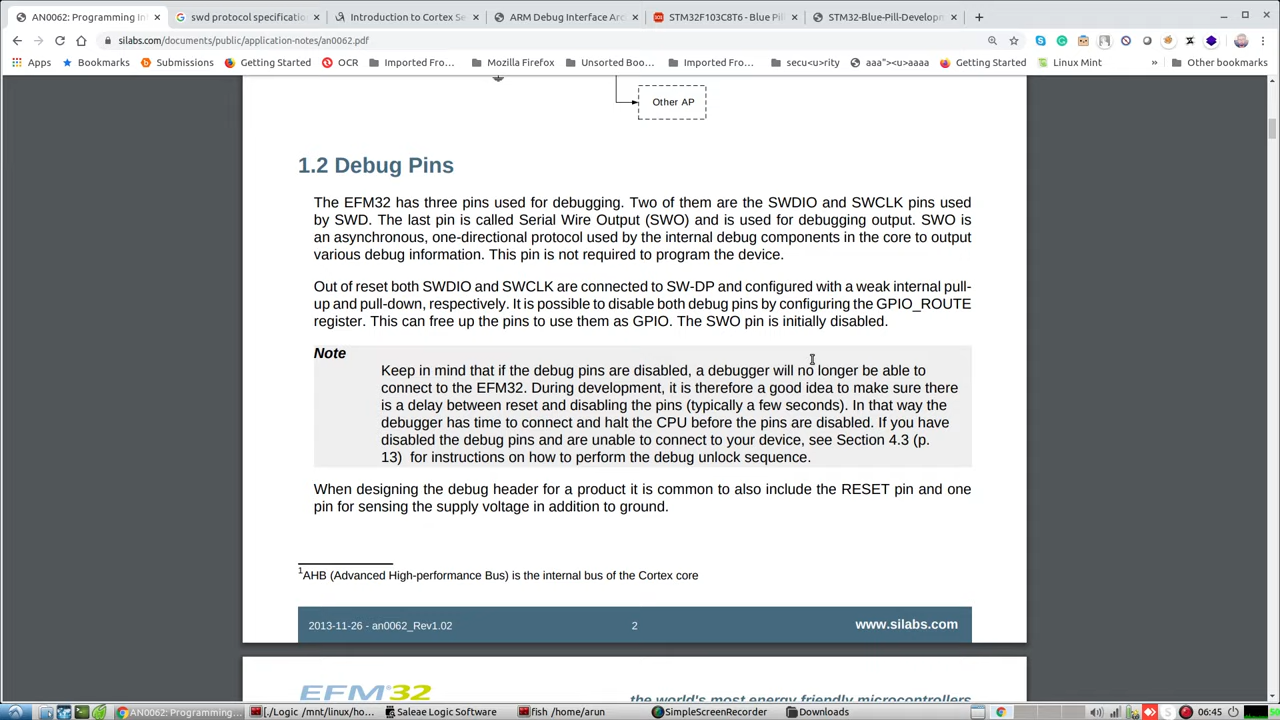 AN0062: Programming In
swd protocol specificatio
Introduction to Cortex Se
ARM Debug Interface Arc
STM32F103C8T6 - Blue Pill
STM32-Blue-Pill-Developm
silabs.com/documents/public/application-notes/an0062.pdf
Apps
Bookmarks
Submissions
Getting Started
OCR
Imported Fro...
Mozilla Firefox
Unsorted Boo...
Imported Fro...
secu<u>rity
aaa"><u>aaaa
Getting Started
Linux Mint
»
Other bookmarks
Other AP
1.2 Debug Pins
The EFM32 has three pins used for debugging. Two of them are the SWDIO and SWCLK pins used
by SWD. The last pin is called Serial Wire Output (SWO) and is used for debugging output. SWO is
an asynchronous, one-directional protocol used by the internal debug components in the core to output
various debug information. This pin is not required to program the device.
Out of reset both SWDIO and SWCLK are connected to SW-DP and configured with a weak internal pull-
up and pull-down, respectively. It is possible to disable both debug pins by configuring the GPIO_ROUTE
register. This can free up the pins to use them as GPIO. The SWO pin is initially disabled.
Note
Keep in mind that if the debug pins are disabled, a debugger will no longer be able to
connect to the EFM32. During development, it is therefore a good idea to make sure there
is a delay between reset and disabling the pins (typically a few seconds). In that way the
debugger has time to connect and halt the CPU before the pins are disabled. If you have
disabled the debug pins and are unable to connect to your device, see Section 4.3 (p.
13) for instructions on how to perform the debug unlock sequence.
When designing the debug header for a product it is common to also include the RESET pin and one
pin for sensing the supply voltage in addition to ground.
1AHB (Advanced High-performance Bus) is the internal bus of the Cortex core
2013-11-26 - an0062_Rev1.02
2
www.silabs.com
EFM®32
the world's most energy friendly microcontrollers
AN0062: Programming
[./Logic /mnt/linux/ho...
Saleae Logic Software
fish /home/arun
SimpleScreenRecorder
Downloads
06:45